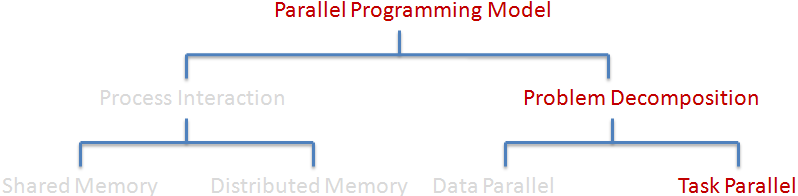 Parallel Programming Model
Process Interaction
Problem Decomposition
Shared Memory
Distributed Memory
Data Parallel
Task Parallel